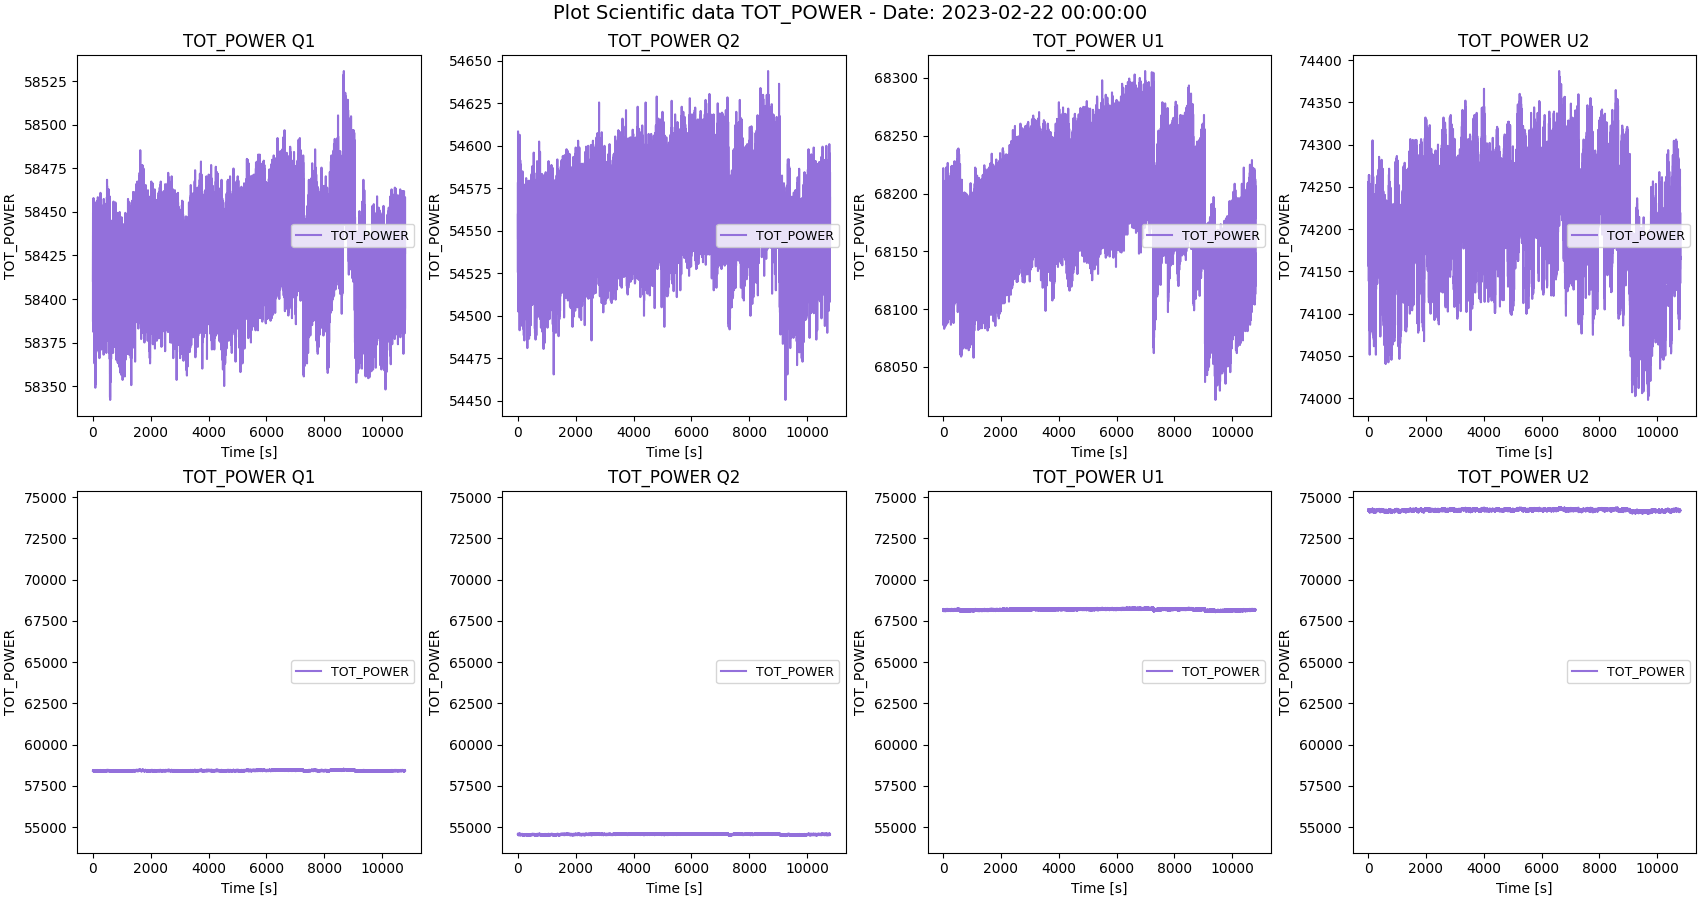 Plot Scientific data TOT_POWER - Date: 2023-02-22 00:00:00
TOT_POWER Q1
TOT_POWER
58525
58500
58475
58450
58425
58400
58375
58350
TOT_POWER
0 2000 4000 6000 8000 10000
Time [s]
TOT_POWER Q2
TOT_POWER
54650
54625
54600
54575
54550
54525
54500
54475
54450
TOT_POWER
0 2000 4000 6000 8000 10000
Time [s]
TOT_POWER U1
TOT_POWER
68300
68250
68200
68150
68100
68050
TOT_POWER
0 2000 4000 6000 8000 10000
Time [s]
TOT_POWER U2
TOT_POWER
74400
74350
74300
74250
74200
74150
74100
74050
74000
TOT_POWER
0 2000 4000 6000 8000 10000
Time [s]
TOT_POWER Q1
TOT_POWER
75000
72500
70000
67500
65000
62500
60000
57500
55000
TOT_POWER
0 2000 4000 6000 8000 10000
Time [s]
TOT_POWER Q2
TOT_POWER
75000
72500
70000
67500
65000
62500
60000
57500
55000
TOT_POWER
0 2000 4000 6000 8000 10000
Time [s]
TOT_POWER U1
TOT_POWER
75000
72500
70000
67500
65000
62500
60000
57500
55000
TOT_POWER
0 2000 4000 6000 8000 10000
Time [s]
TOT_POWER U2
TOT_POWER
75000
72500
70000
67500
65000
62500
60000
57500
55000
TOT_POWER
0 2000 4000 6000 8000 10000
Time [s]